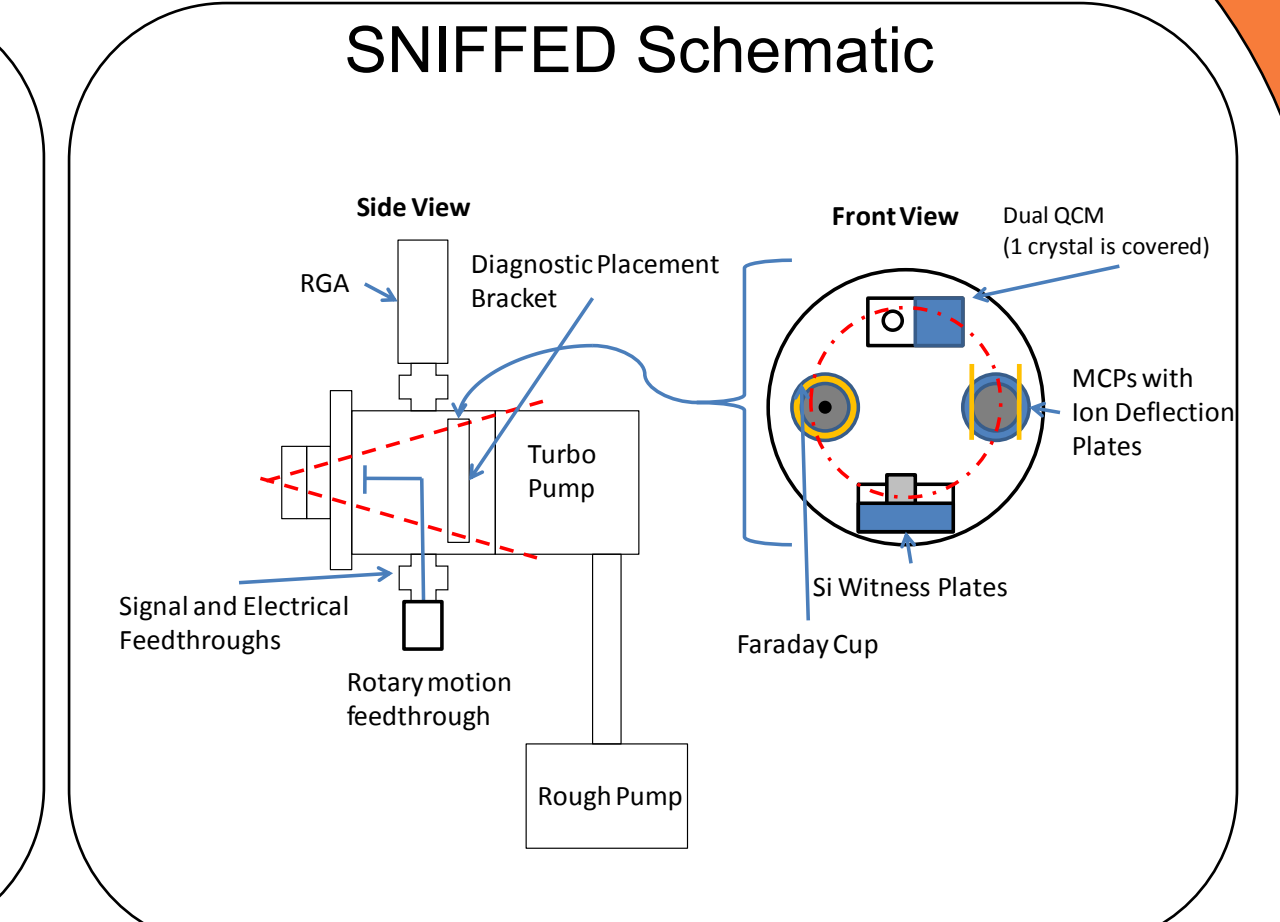 SNIFFED Schematic
Side View
RGA
Diagnostic Placement
Bracket
Front View
Dual QCM
(1 crystal is covered)
MCPs with
Ion Deflection
Plates
Turbo
Pump
Si Witness Plates
Faraday Cup
Signal and Electrical
Feedthroughs
Rotary motion
feedthrough
Rough Pump